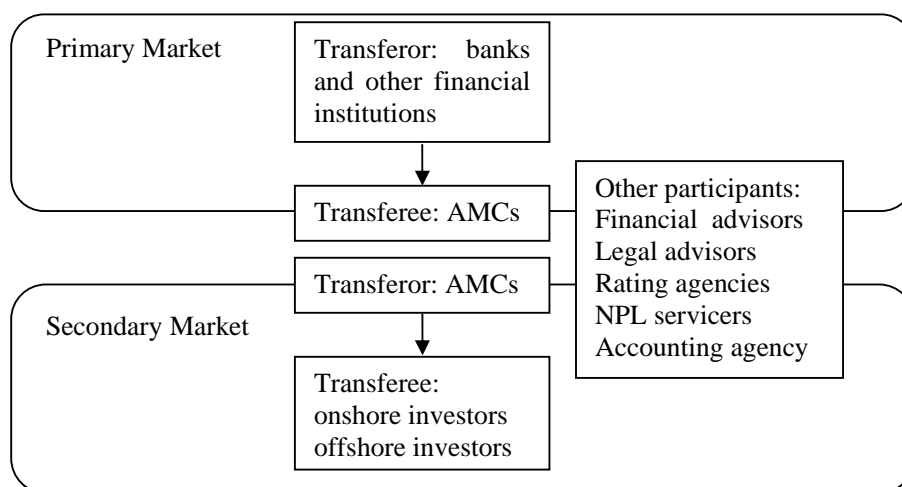 Primary Market
Transferor: banks
and other financial
institutions
Transferee: AMCs
Other participants:
Financial advisors
Legal advisors
Rating agencies
NPL servicers
Accounting agency
Transferor: AMCs
Secondary Market
Transferee:
onshore investors
offshore investors